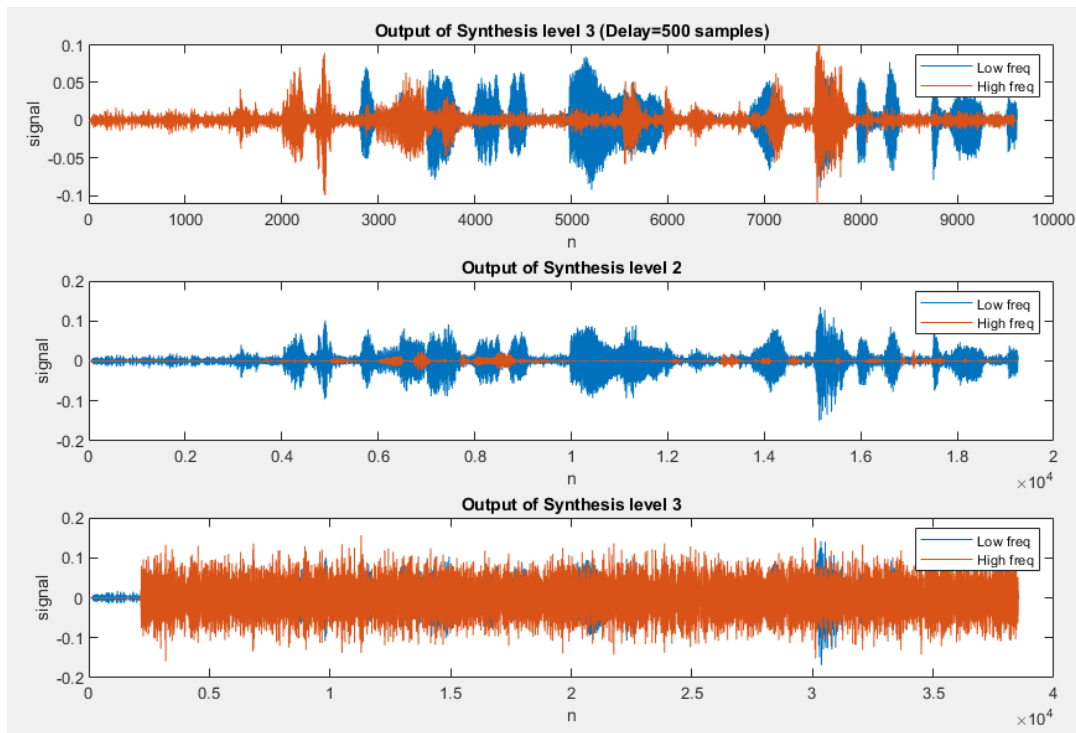 Output of Synthesis level 3 (Delay=500 samples)
0.1
0.05
0
-0.05
-0.1
signal
Low freq
High freq
0 1000 2000 3000 4000 5000 6000 7000 8000 9000 10000
n
Output of Synthesis level 2
0.2
0.1
0
-0.1
-0.2
signal
Low freq
High freq
0 0.2 0.4 0.6 0.8 1 1.2 1.4 1.6 1.8 2
n
×10^4
Output of Synthesis level 3
0.2
0.1
0
-0.1
-0.2
signal
Low freq
High freq
0 0.5 1 1.5 2 2.5 3 3.5 4
n
×10^4